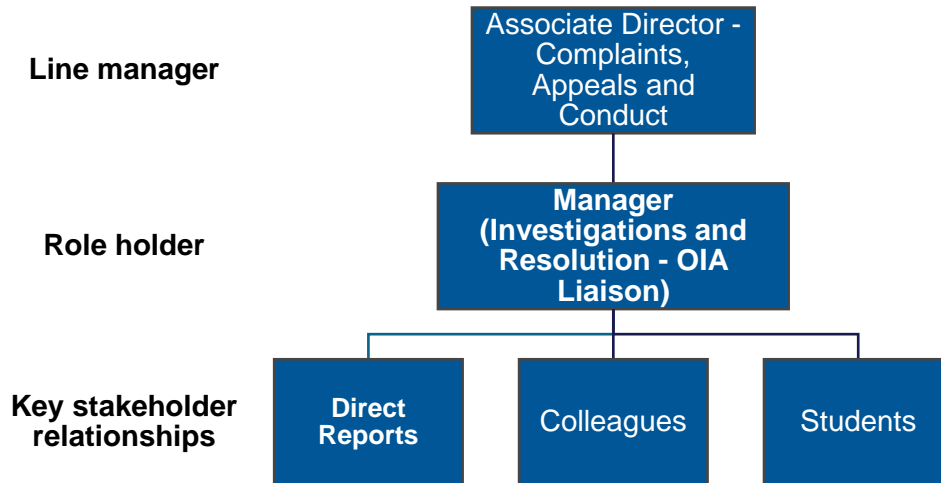 Line manager
Associate Director -
Complaints,
Appeals and
Conduct
Role holder
Manager
(Investigations and
Resolution - OIA
Liaison)
Key stakeholder
relationships
Direct
Reports
Colleagues
Students